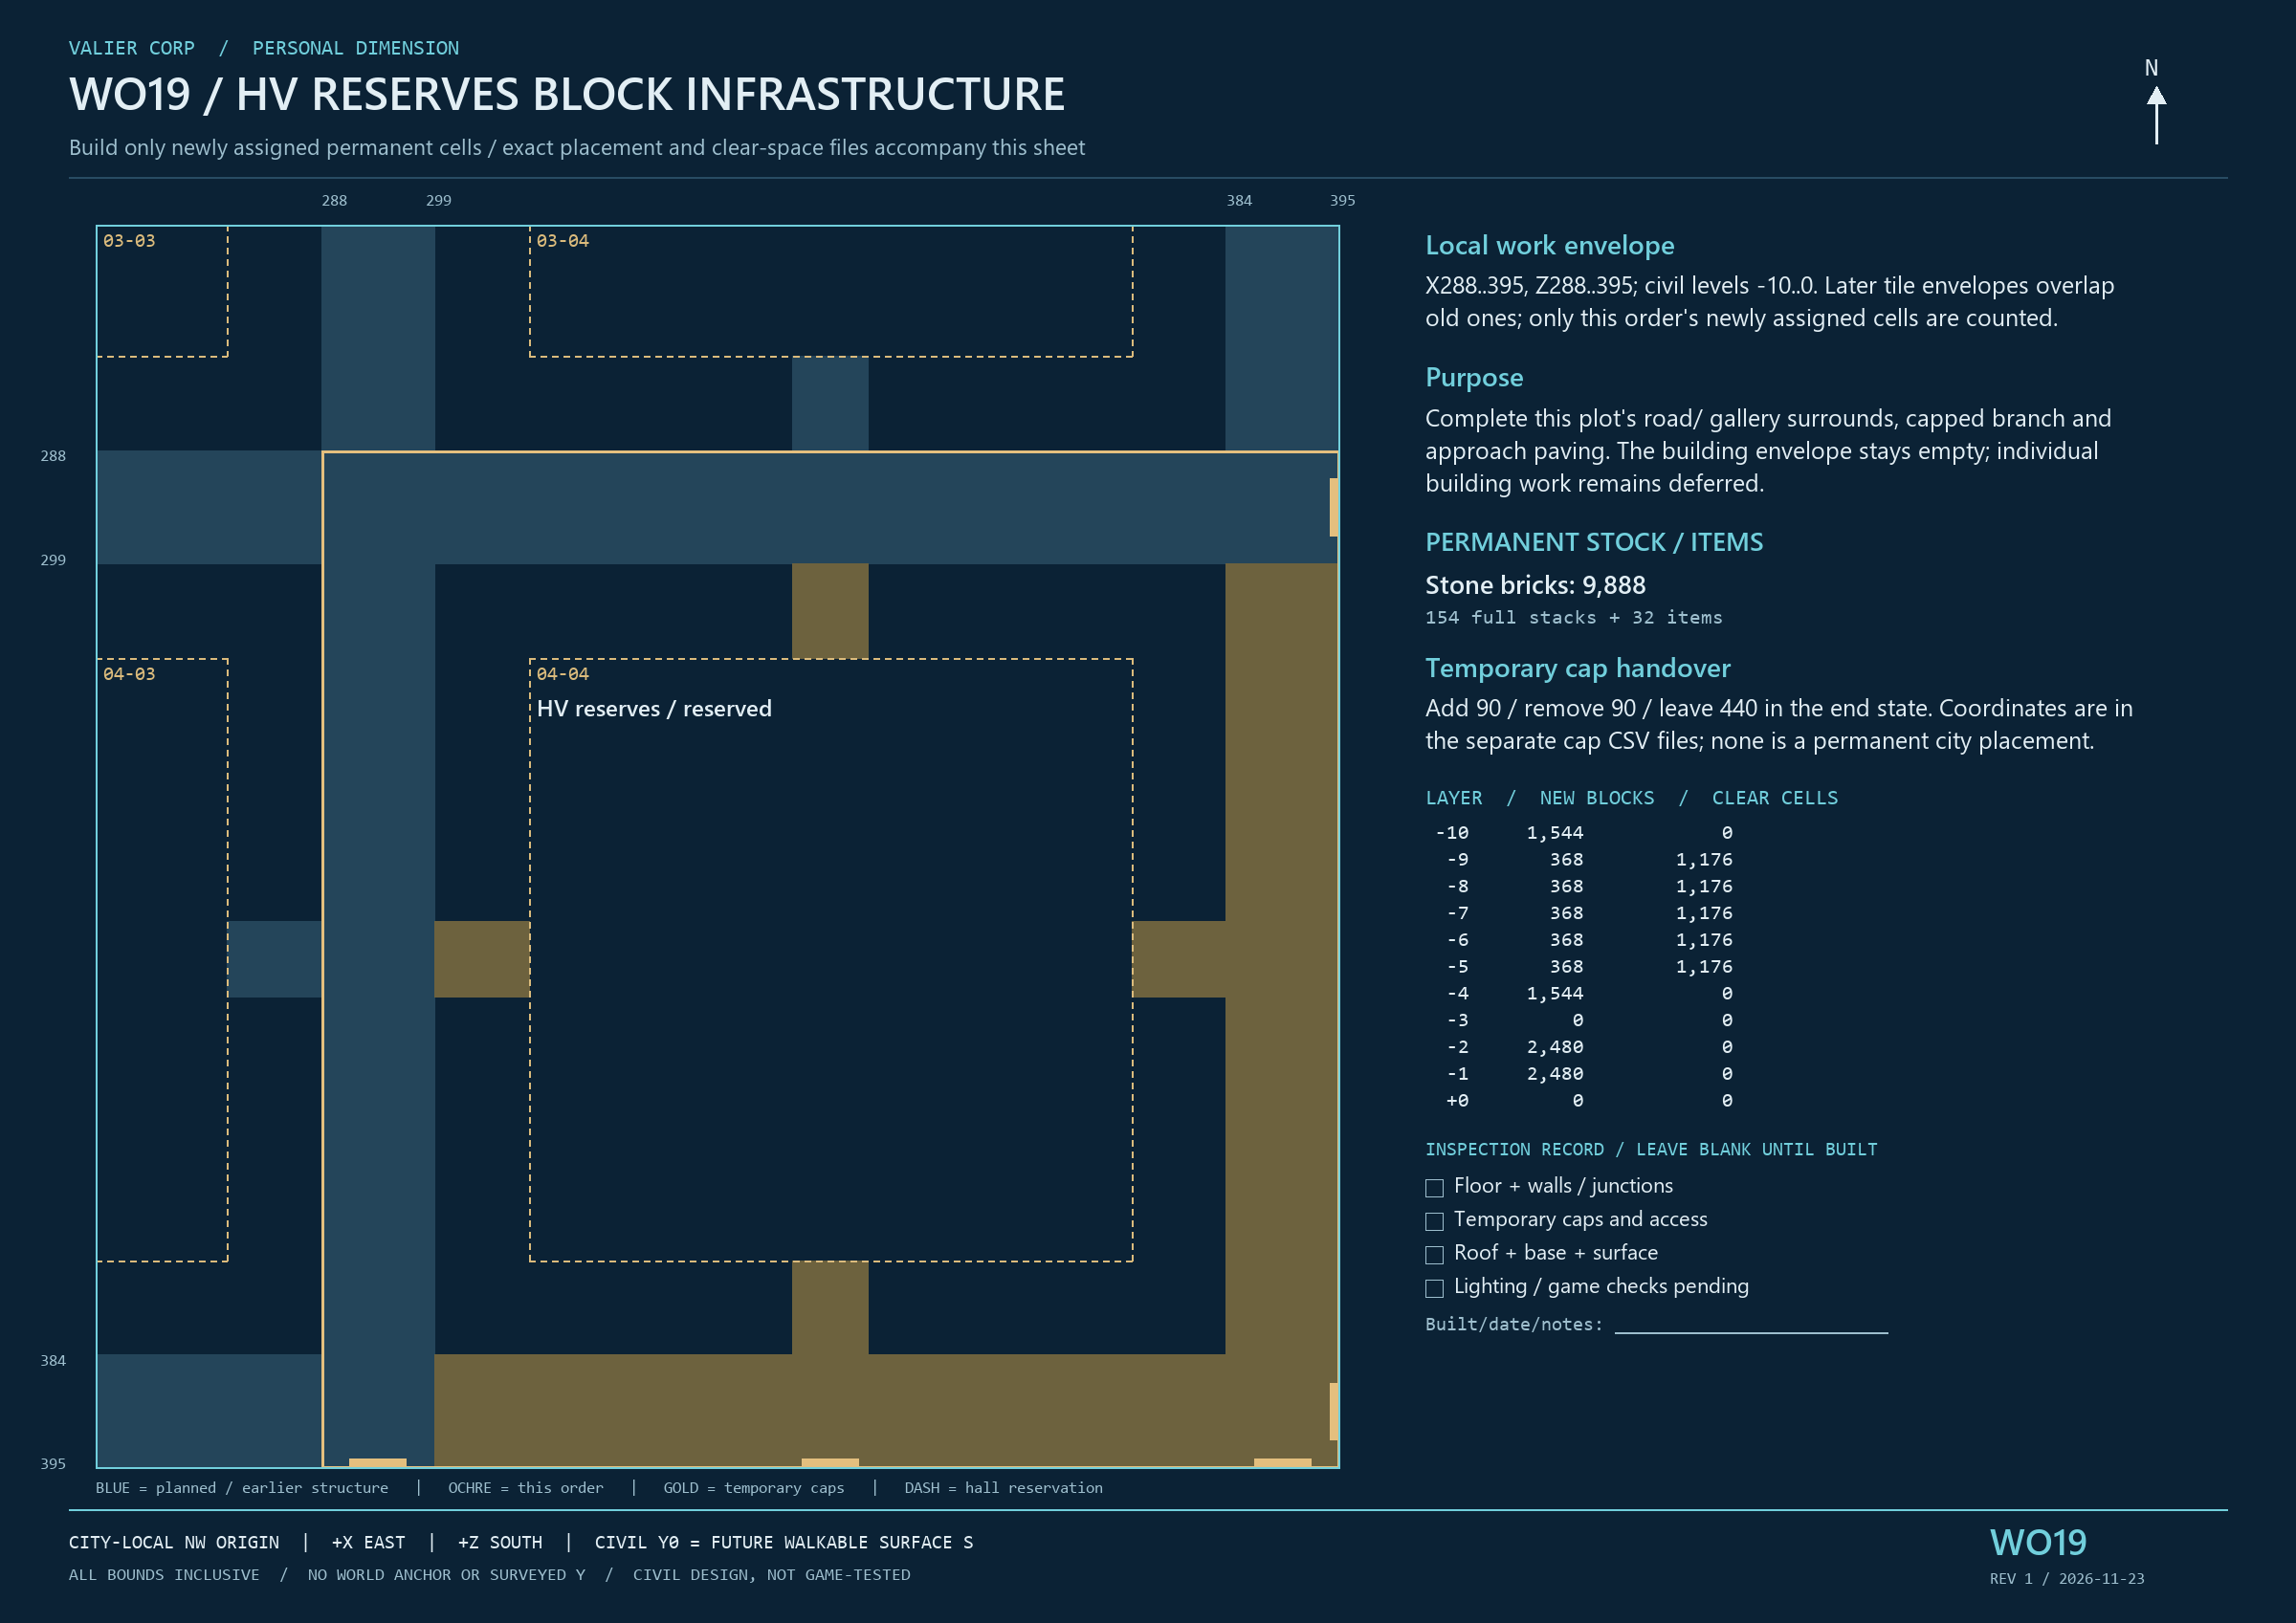 VALIER CORP / PERSONAL DIMENSION
WO19 / HV RESERVES BLOCK INFRASTRUCTURE
Build only newly assigned permanent cells / exact placement and clear-space files accompany this sheet
N
288 299 384 395
03-03
03-04
288
299
04-03
04-04
HV reserves / reserved
384
395
BLUE = planned / earlier structure | OCHRE = this order | GOLD = temporary caps | DASH = hall reservation
Local work envelope
X288..395, Z288..395; civil levels -10..0. Later tile envelopes overlap
old ones; only this order's newly assigned cells are counted.
Purpose
Complete this plot's road/ gallery surrounds, capped branch and
approach paving. The building envelope stays empty; individual
building work remains deferred.
PERMANENT STOCK / ITEMS
Stone bricks: 9,888
154 full stacks + 32 items
Temporary cap handover
Add 90 / remove 90 / leave 440 in the end state. Coordinates are in
the separate cap CSV files; none is a permanent city placement.
LAYER / NEW BLOCKS / CLEAR CELLS
-10 1,544 0
-9 368 1,176
-8 368 1,176
-7 368 1,176
-6 368 1,176
-5 368 1,176
-4 1,544 0
-3 0 0
-2 2,480 0
-1 2,480 0
+0 0 0
INSPECTION RECORD / LEAVE BLANK UNTIL BUILT
Floor + walls / junctions
Temporary caps and access
Roof + base + surface
Lighting / game checks pending
Built/date/notes:
CITY-LOCAL NW ORIGIN | +X EAST | +Z SOUTH | CIVIL Y0 = FUTURE WALKABLE SURFACE S
ALL BOUNDS INCLUSIVE / NO WORLD ANCHOR OR SURVEYED Y / CIVIL DESIGN, NOT GAME-TESTED
WO19
REV 1 / 2026-11-23